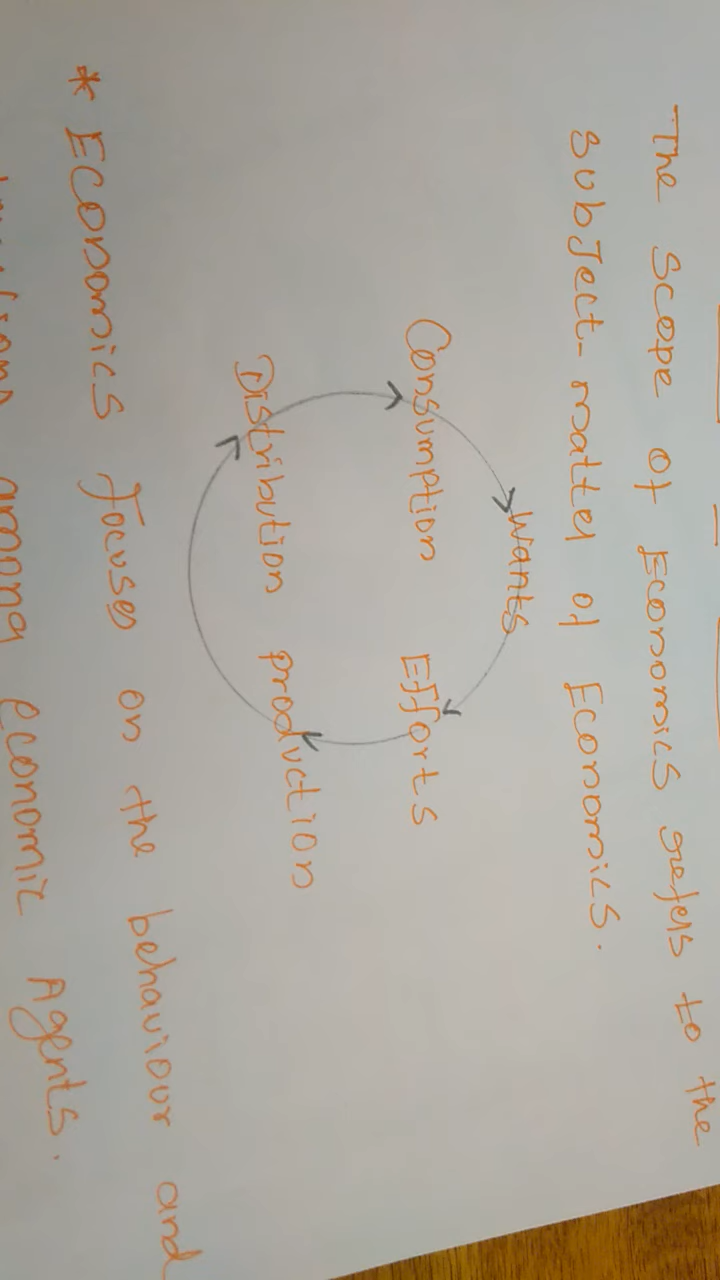 The Scope of Economics refers to the
subject-matter of Economics.
Wants
Consumption Efforts
Distribution production
* Economics focuses on the behaviour and
among economic Agents.